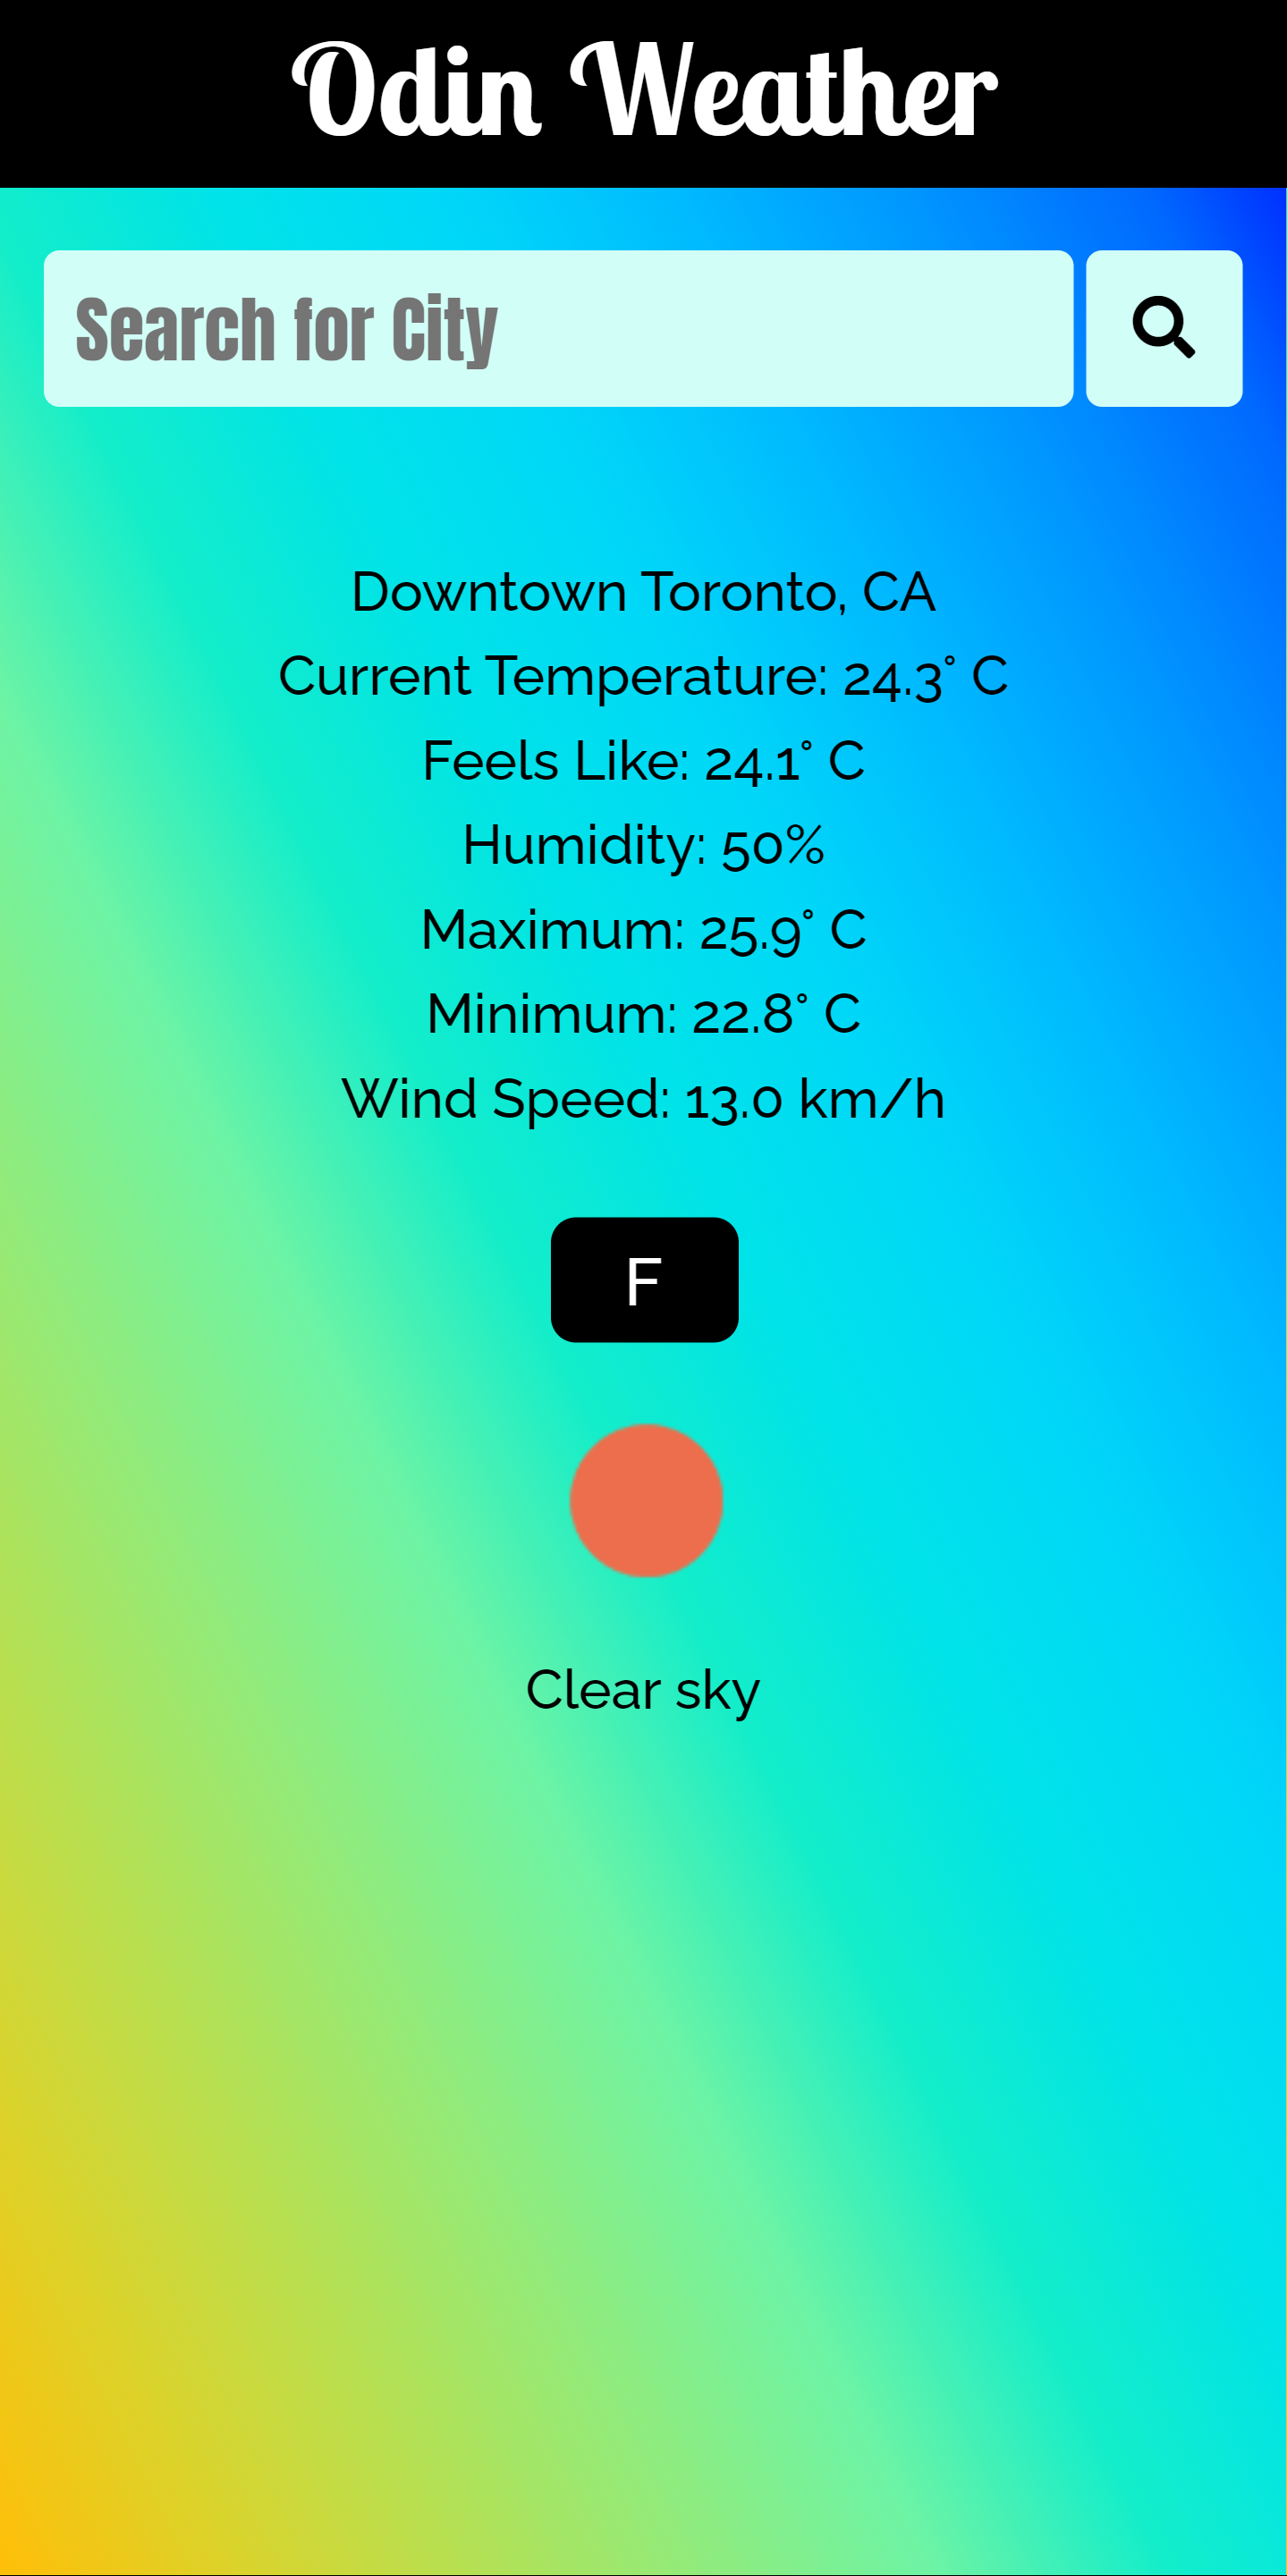 Odin Weather
Search for City
Downtown Toronto, CA
Current Temperature: 24.3° C
Feels Like: 24.1° C
Humidity: 50%
Maximum: 25.9° C
Minimum: 22.8° C
Wind Speed: 13.0 km/h
F
Clear sky